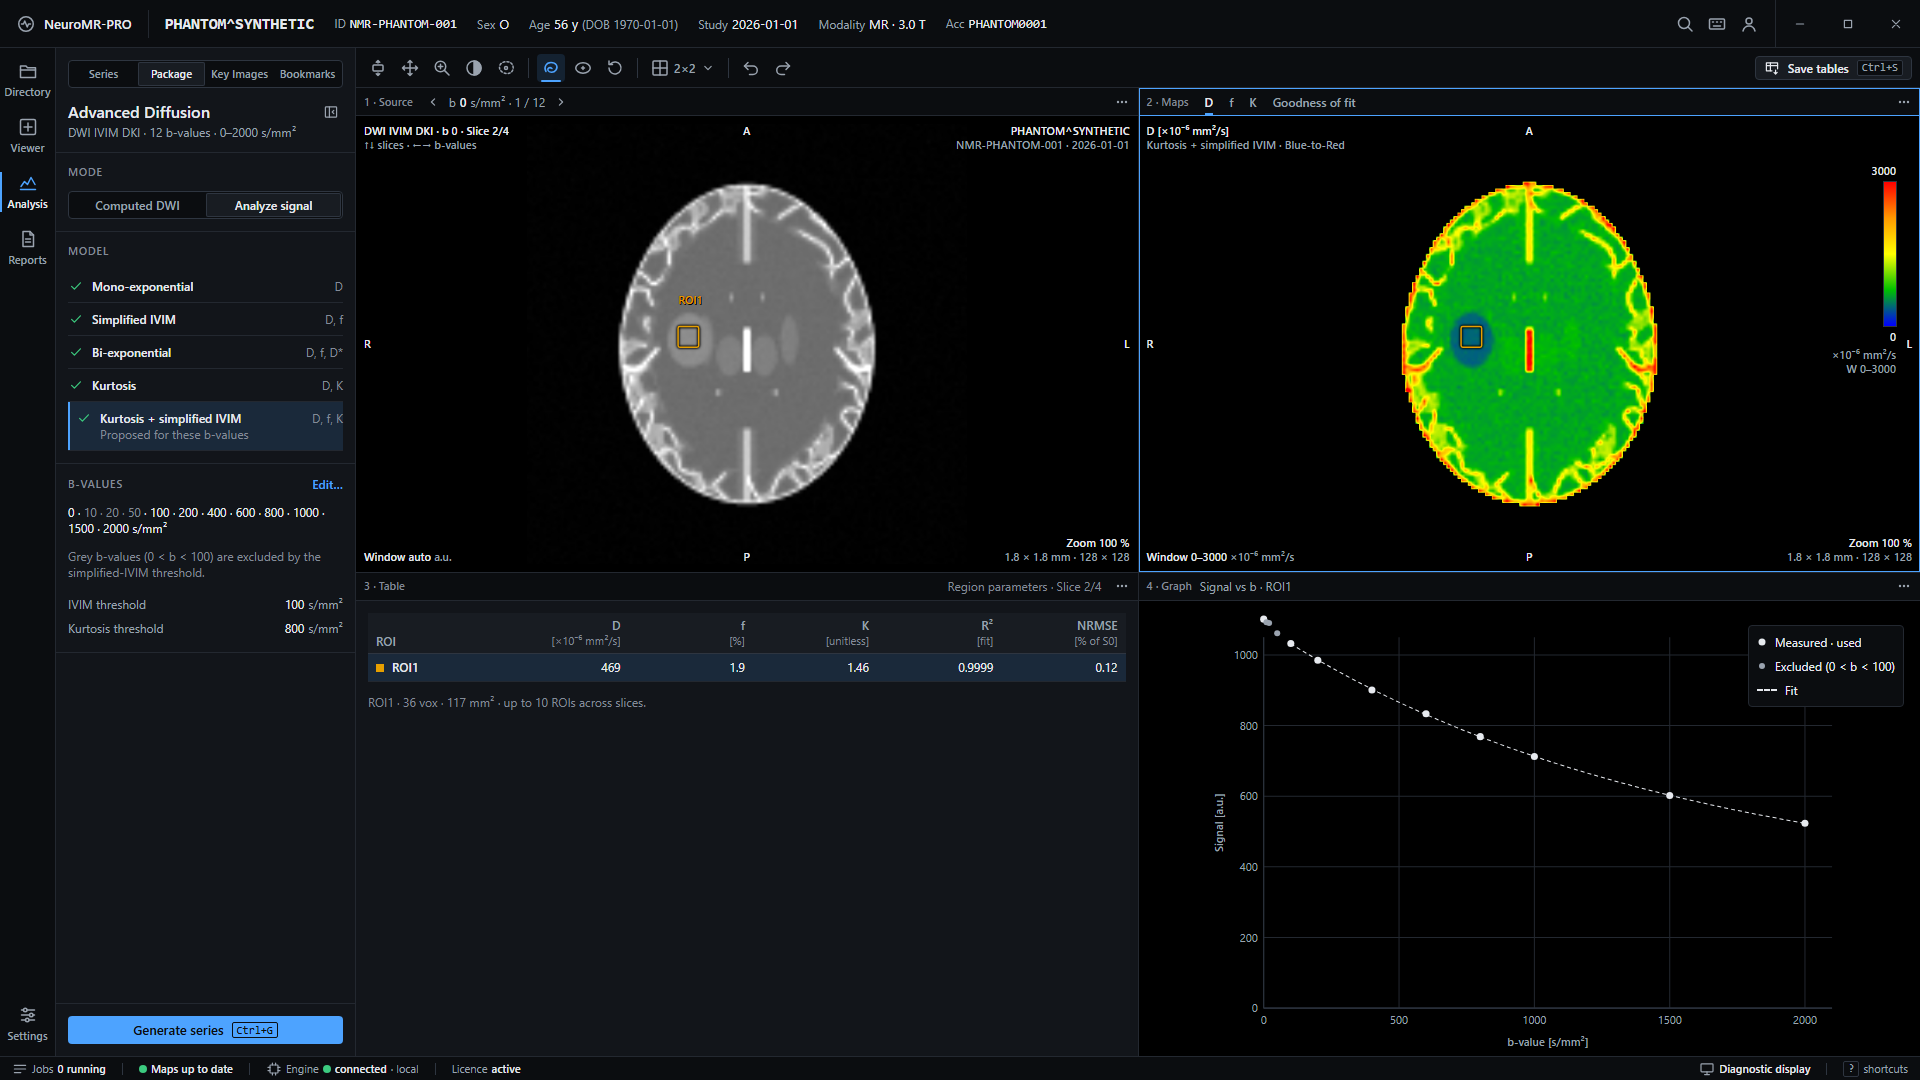 NeuroMR-PRO
PHANTOM^SYNTHETIC
ID NMR-PHANTOM-001
Sex O
Age 56 y (DOB 1970-01-01)
Study 2026-01-01
Modality MR · 3.0 T
Acc PHANTOM0001
Directory
Viewer
Analysis
Reports
Settings
Series
Package
Key Images
Bookmarks
Advanced Diffusion
DWI IVIM DKI · 12 b-values · 0–2000 s/mm²
MODE
Computed DWI
Analyze signal
MODEL
Mono-exponential D
Simplified IVIM D, f
Bi-exponential D, f, D*
Kurtosis D, K
Kurtosis + simplified IVIM D, f, K
Proposed for these b-values
B-VALUES Edit...
0 · 10 · 20 · 50 · 100 · 200 · 400 · 600 · 800 · 1000 ·
1500 · 2000 s/mm²
Grey b-values (0 < b < 100) are excluded by the
simplified-IVIM threshold.
IVIM threshold 100 s/mm²
Kurtosis threshold 800 s/mm²
Generate series Ctrl+G
2×2
Save tables Ctrl+S
1 · Source b 0 s/mm² · 1 / 12
DWI IVIM DKI · b 0 · Slice 2/4
↑↓ slices · ←→ b-values
A
PHANTOM^SYNTHETIC
NMR-PHANTOM-001 · 2026-01-01
ROI1
R
L
Zoom 100 %
Window auto a.u.
P
1.8 × 1.8 mm · 128 × 128
2 · Maps D f K Goodness of fit
D [×10⁻⁶ mm²/s]
Kurtosis + simplified IVIM · Blue-to-Red
A
3000
0
×10⁻⁶ mm²/s
W 0–3000
R
L
Zoom 100 %
Window 0–3000 ×10⁻⁶ mm²/s
P
1.8 × 1.8 mm · 128 × 128
3 · Table
Region parameters · Slice 2/4
D f K R² NRMSE
ROI [×10⁻⁶ mm²/s] [%] [unitless] [fit] [% of S0]
ROI1 469 1.9 1.46 0.9999 0.12
ROI1 · 36 vox · 117 mm² · up to 10 ROIs across slices.
4 · Graph Signal vs b · ROI1
Measured · used
Excluded (0 < b < 100)
Fit
1000
800
600
400
200
0
Signal [a.u.]
0 500 1000 1500 2000
b-value [s/mm²]
Jobs 0 running
Maps up to date
Engine connected · local
Licence active
Diagnostic display
? shortcuts